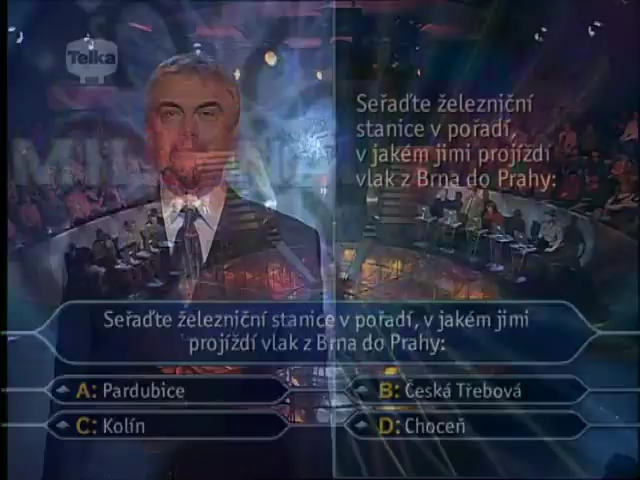 Telka
Seřaďte železniční
stanice v pořadí,
v jakém jimi projíždí
vlak z Brna do Prahy:
Seřaďte železniční stanice v pořadí, v jakém jimi
projíždí vlak z Brna do Prahy:
A: Pardubice
B: Česká Třebová
C: Kolín
D: Choceň